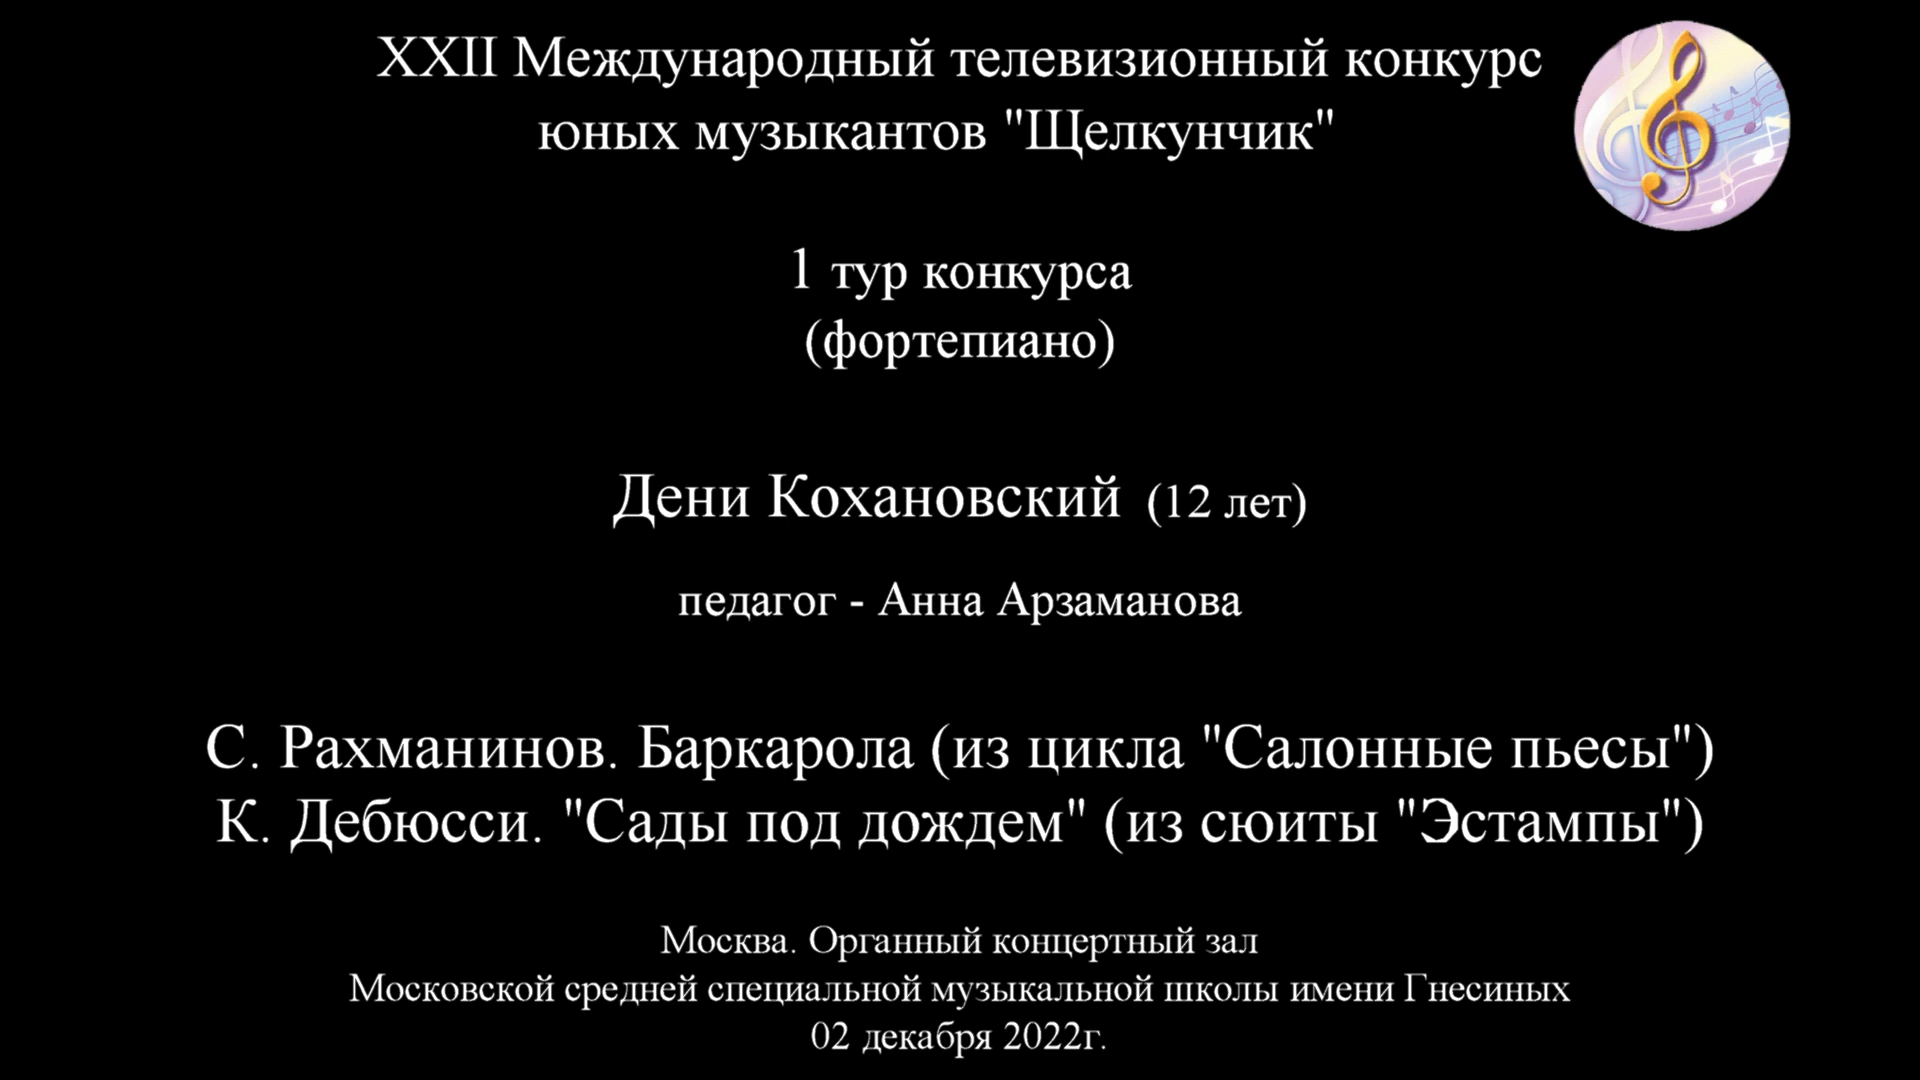 XXII Международный телевизионный конкурс
юных музыкантов "Щелкунчик"
1 тур конкурса
(фортепиано)
Дени Кохановский (12 лет)
педагог - Анна Арзаманова
С. Рахманинов. Баркарола (из цикла "Салонные пьесы")
К. Дебюсси. "Сады под дождем" (из сюиты "Эстампы")
Москва. Органный концертный зал
Московской средней специальной музыкальной школы имени Гнесиных
02 декабря 2022г.